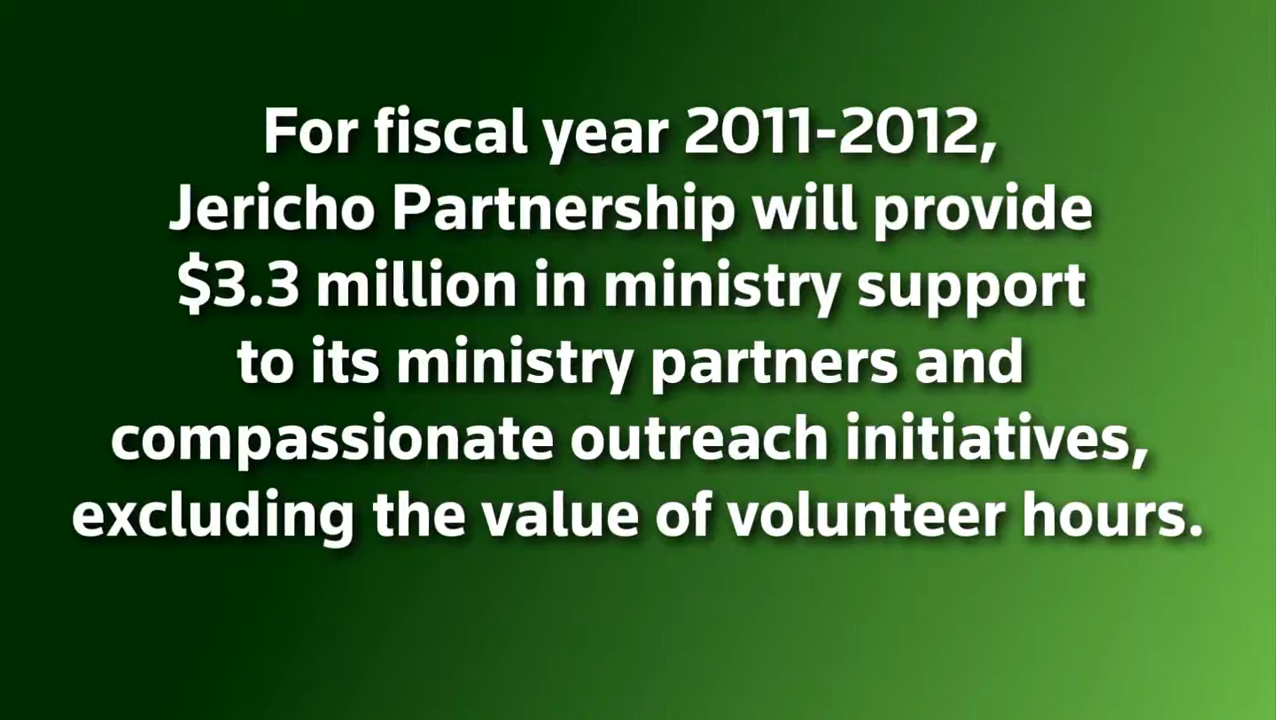 For fiscal year 2011-2012,
Jericho Partnership will provide
$3.3 million in ministry support
to its ministry partners and
compassionate outreach initiatives,
excluding the value of volunteer hours.